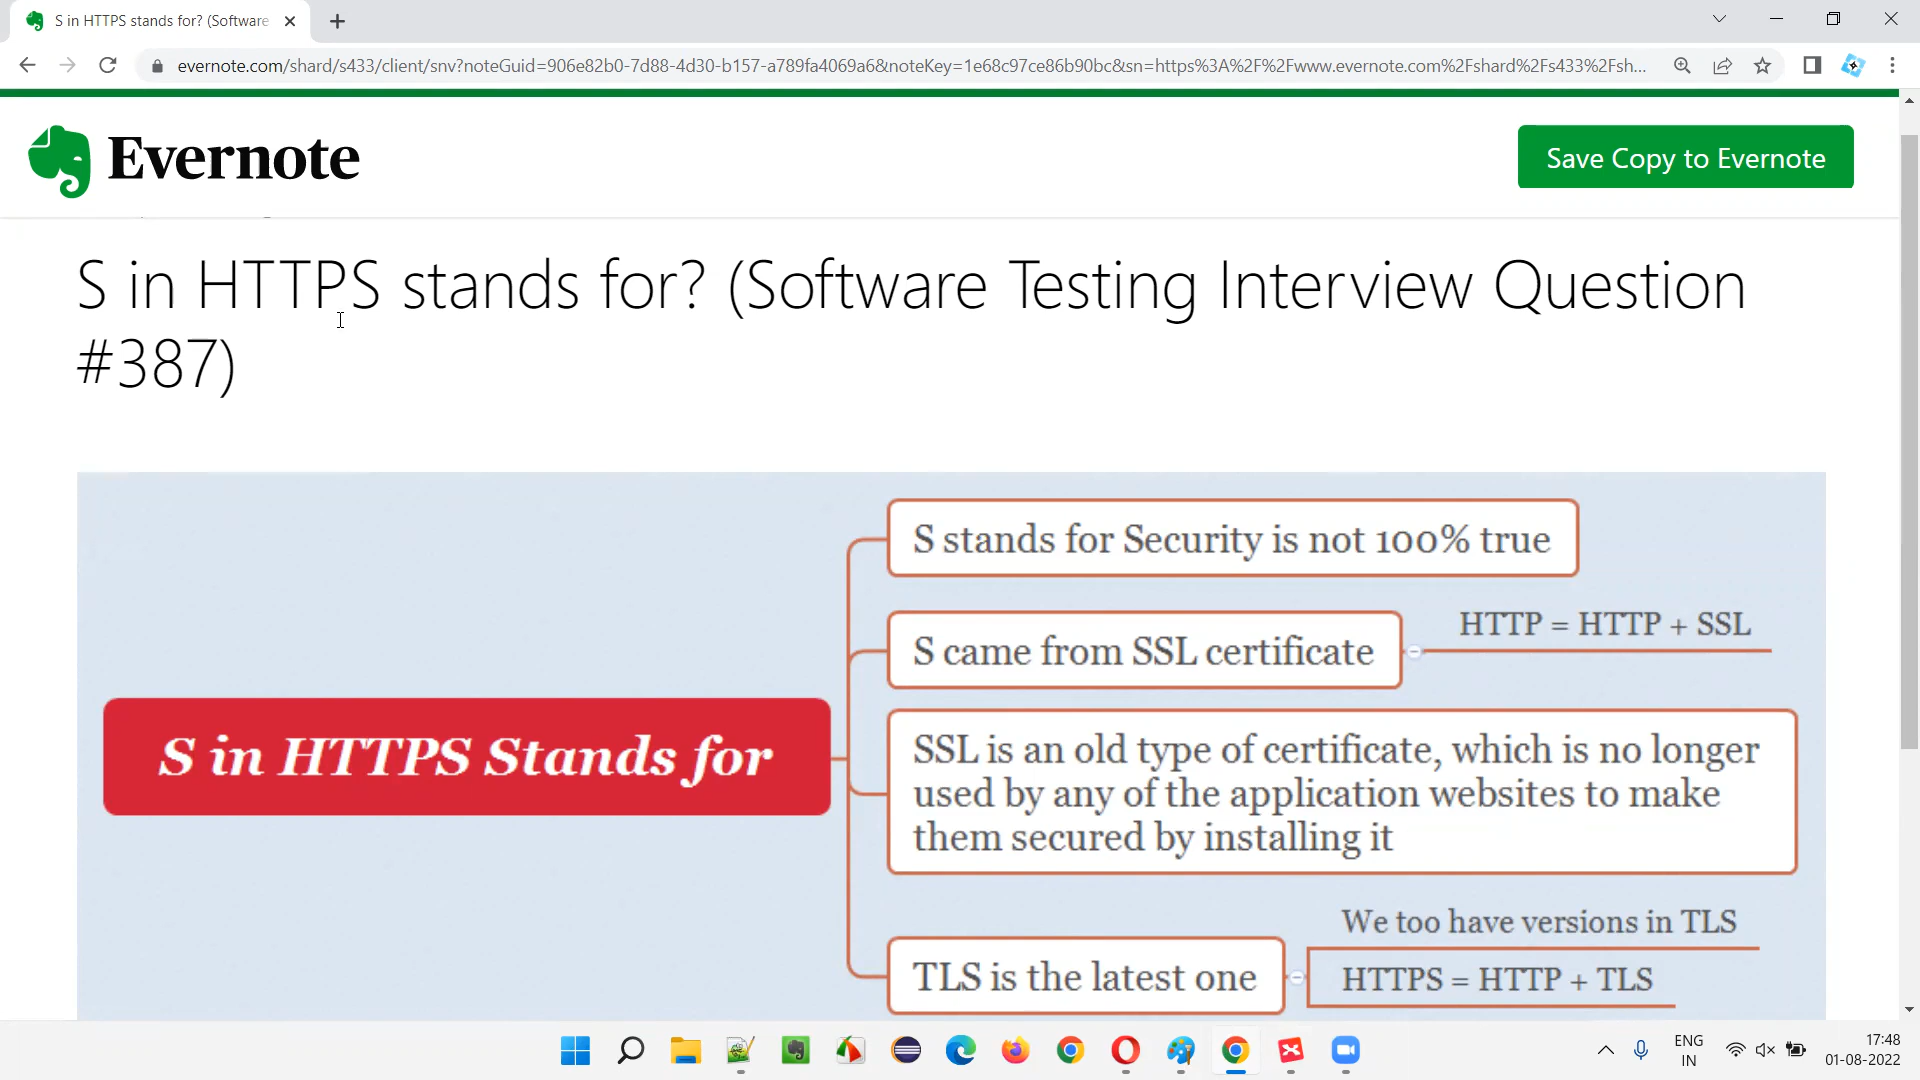 S in HTTPS stands for? (Software
evernote.com/shard/s433/client/snv?noteGuid=906e82b0-7d88-4d30-b157-a789fa4069a6&noteKey=1e68c97ce86b90bc&sn=https%3A%2F%2Fwww.evernote.com%2Fshard%2Fs433%2Fsh...
Evernote
Save Copy to Evernote
S in HTTPS stands for? (Software Testing Interview Question
#387)
S stands for Security is not 100% true
HTTP = HTTP + SSL
S came from SSL certificate
SSL is an old type of certificate, which is no longer
used by any of the application websites to make
them secured by installing it
S in HTTPS Stands for
We too have versions in TLS
TLS is the latest one
HTTPS = HTTP + TLS
ENG
IN
17:48
01-08-2022